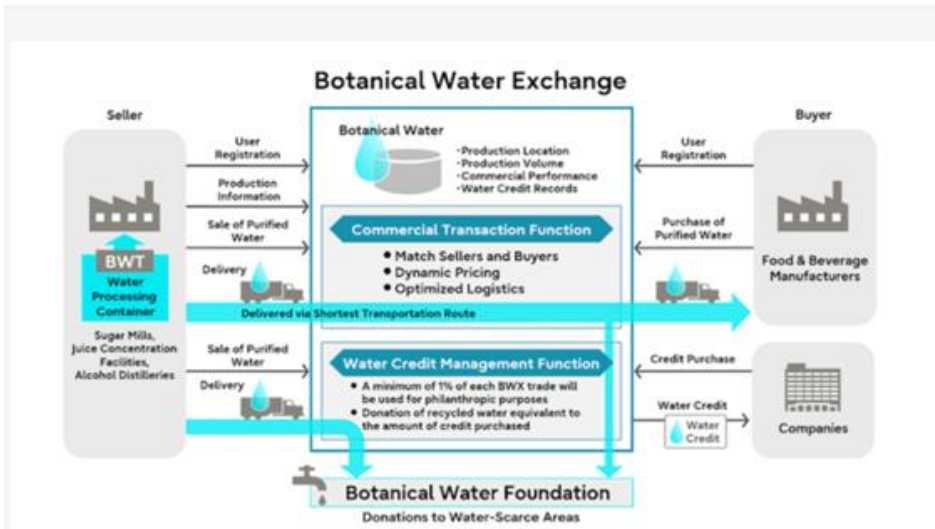 Botanical Water Exchange
Seller
User
Registration
Production
Information
Sale of Purified
Water
BWT
Water
Processing
Container
Delivery
Sugar Mills,
Juice Concentration
Facilities,
Alcohol Distilleries
Sale of Purified
Water
Delivery
Botanical Water
・Production Location
・Production Volume
・Commercial Performance
・Water Credit Records
Commercial Transaction Function
● Match Sellers and Buyers
● Dynamic Pricing
● Optimized Logistics
Delivered via Shortest Transportation Route
Water Credit Management Function
● A minimum of 1% of each BWX trade will
be used for philanthropic purposes
● Donation of recycled water equivalent to
the amount of credit purchased
Buyer
User
Registration
Purchase of
Purified Water
Food & Beverage
Manufacturers
Credit Purchase
Water Credit
Water
Credit
Companies
Botanical Water Foundation
Donations to Water-Scarce Areas